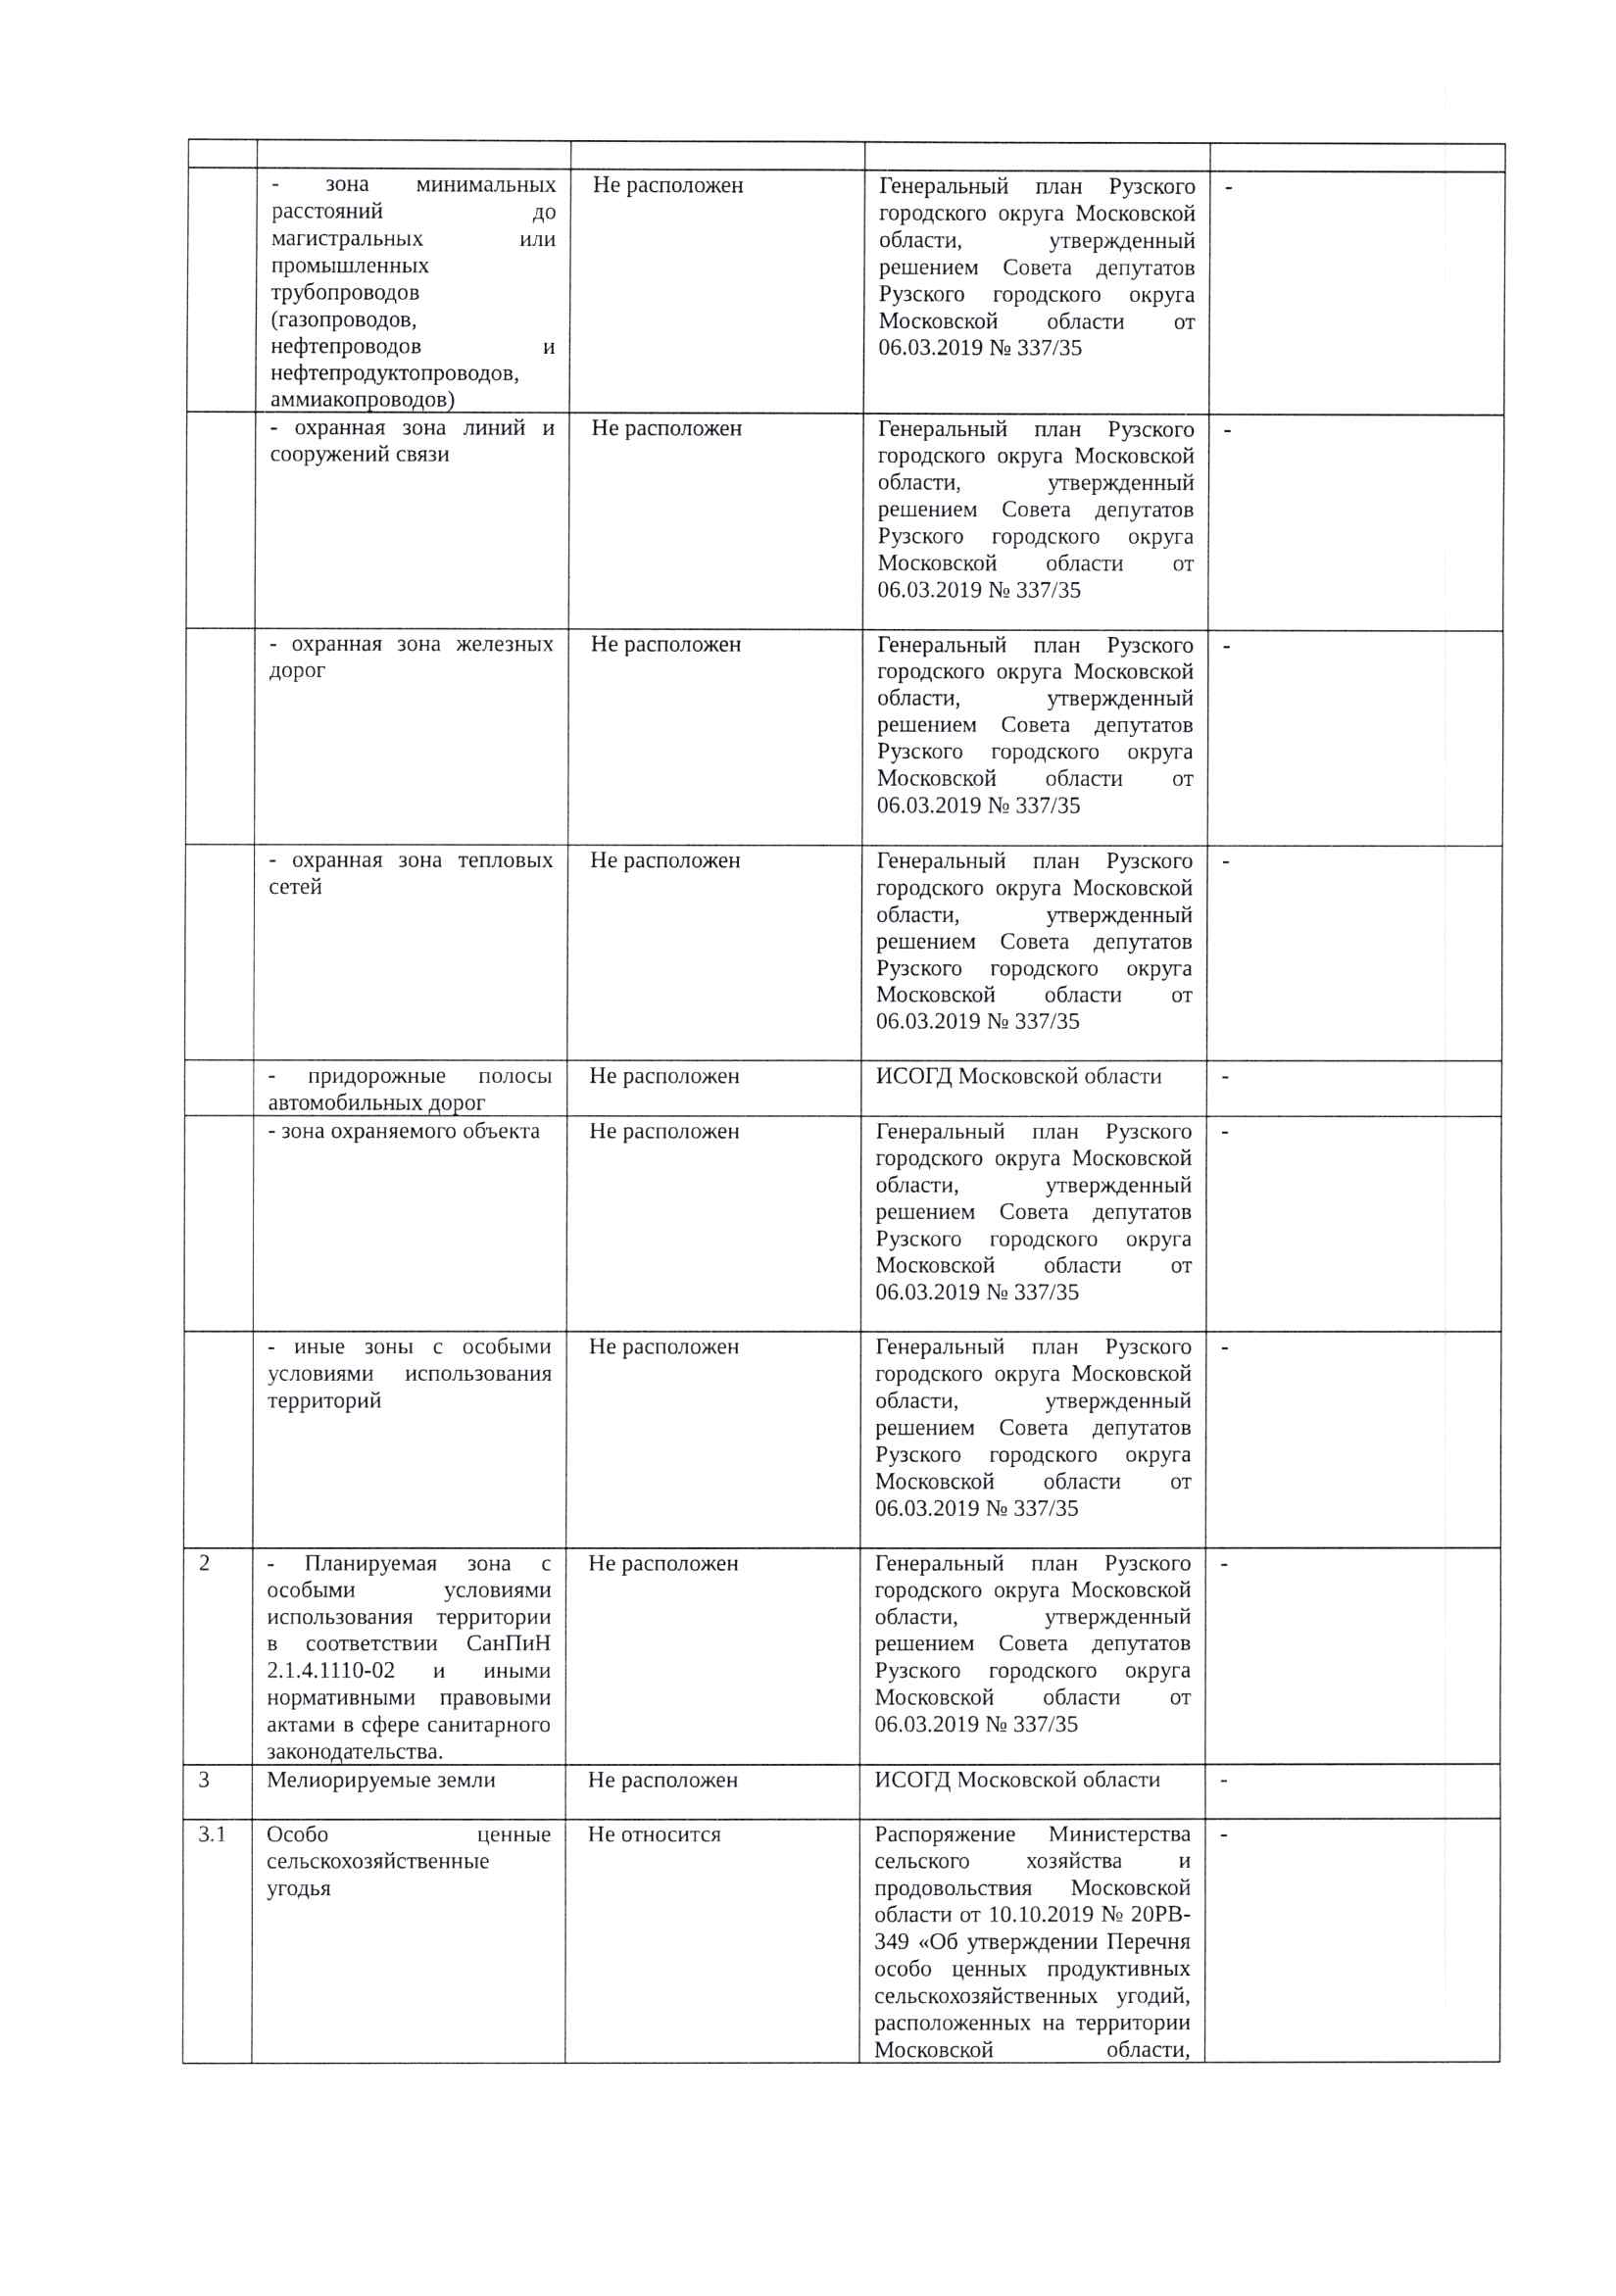 - зона минимальных
расстояний до
магистральных или
промышленных
трубопроводов
(газопроводов,
нефтепроводов и
нефтепродуктопроводов,
аммиакопроводов)
Не расположен
Генеральный план Рузского
городского округа Московской
области, утвержденный
решением Совета депутатов
Рузского городского округа
Московской области от
06.03.2019 № 337/35
-
- охранная зона линий и
сооружений связи
Не расположен
Генеральный план Рузского
городского округа Московской
области, утвержденный
решением Совета депутатов
Рузского городского округа
Московской области от
06.03.2019 № 337/35
-
- охранная зона железных
дорог
Не расположен
Генеральный план Рузского
городского округа Московской
области, утвержденный
решением Совета депутатов
Рузского городского округа
Московской области от
06.03.2019 № 337/35
-
- охранная зона тепловых
сетей
Не расположен
Генеральный план Рузского
городского округа Московской
области, утвержденный
решением Совета депутатов
Рузского городского округа
Московской области от
06.03.2019 № 337/35
-
- придорожные полосы
автомобильных дорог
Не расположен
ИСОГД Московской области
-
- зона охраняемого объекта
Не расположен
Генеральный план Рузского
городского округа Московской
области, утвержденный
решением Совета депутатов
Рузского городского округа
Московской области от
06.03.2019 № 337/35
-
- иные зоны с особыми
условиями использования
территорий
Не расположен
Генеральный план Рузского
городского округа Московской
области, утвержденный
решением Совета депутатов
Рузского городского округа
Московской области от
06.03.2019 № 337/35
-
2
- Планируемая зона с
особыми условиями
использования территории
в соответствии СанПиН
2.1.4.1110-02 и иными
нормативными правовыми
актами в сфере санитарного
законодательства.
Не расположен
Генеральный план Рузского
городского округа Московской
области, утвержденный
решением Совета депутатов
Рузского городского округа
Московской области от
06.03.2019 № 337/35
-
3
Мелиорируемые земли
Не расположен
ИСОГД Московской области
-
3.1
Особо ценные
сельскохозяйственные
угодья
Не относится
Распоряжение Министерства
сельского хозяйства и
продовольствия Московской
области от 10.10.2019 № 20РВ-
349 «Об утверждении Перечня
особо ценных продуктивных
сельскохозяйственных угодий,
расположенных на территории
Московской области,
-